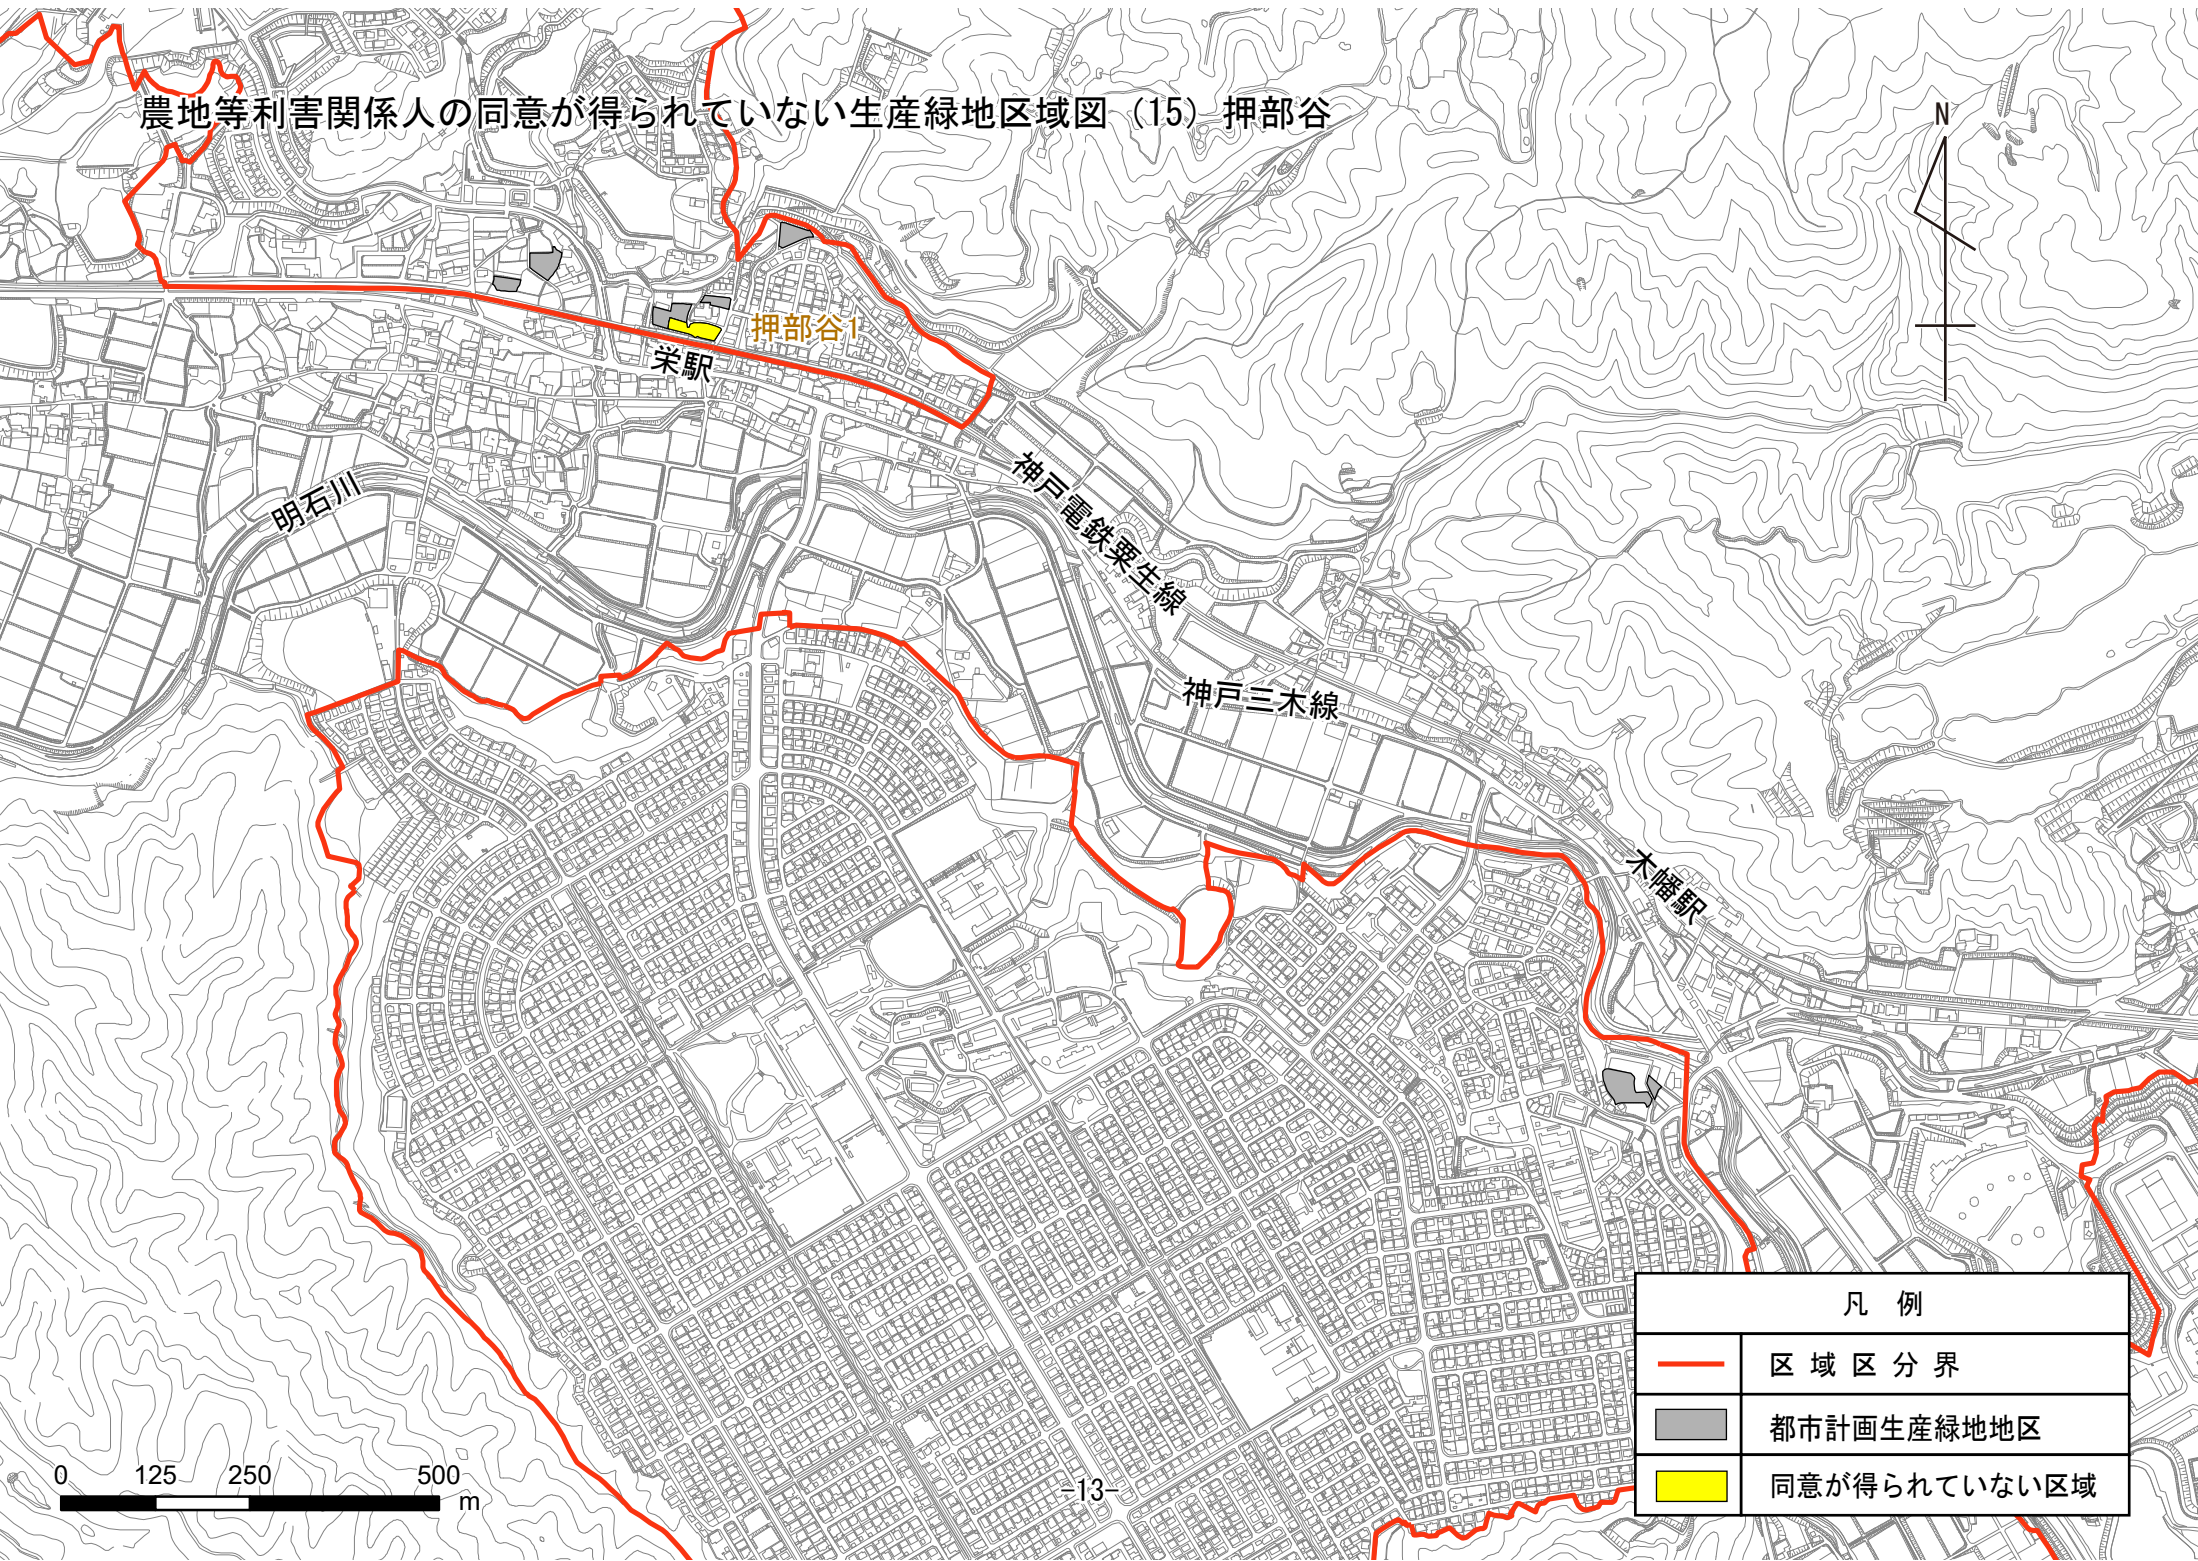 農地等利害関係人の同意が得られていない生産緑地区域図（15）押部谷
N
押部谷1
栄駅
明石川
神戸電鉄粟生線
神戸三木線
木幡駅
凡 例
区 域 区 分 界
都市計画生産緑地地区
同意が得られていない区域
0 125 250 500
m
-13-